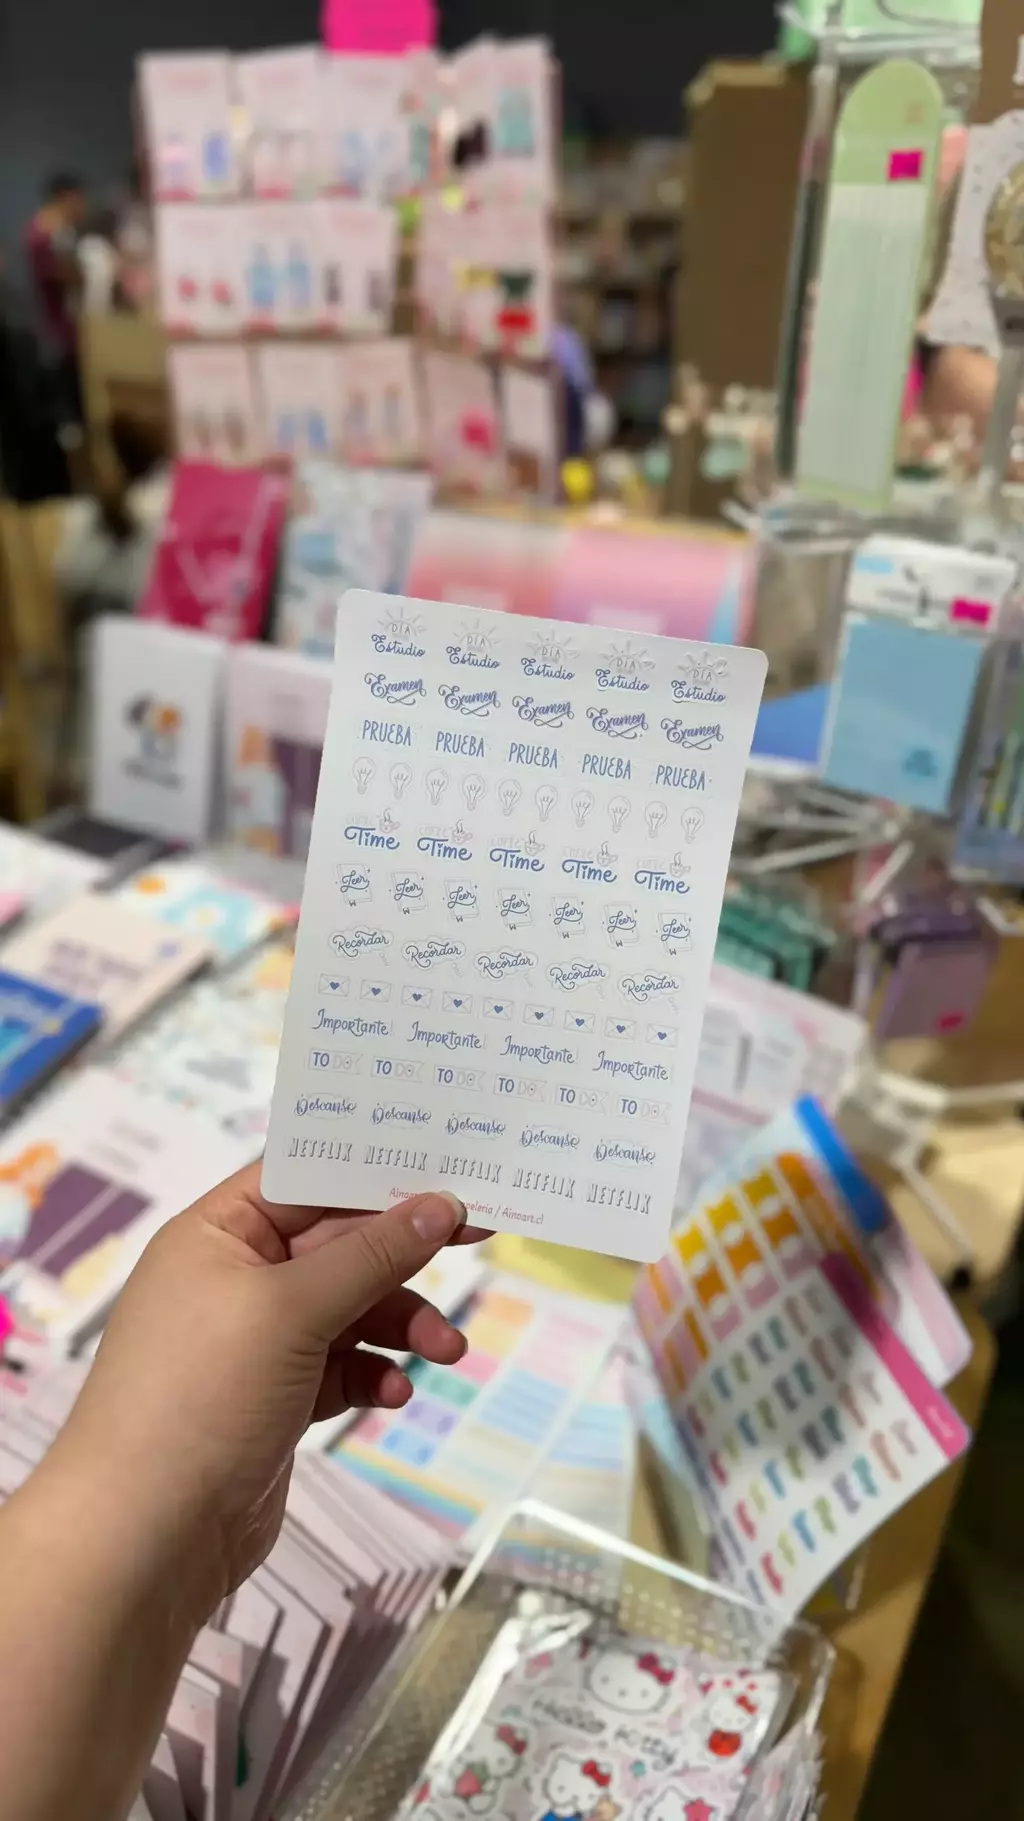 DÍA Estudio DÍA Estudio DÍA Estudio DÍA Estudio DÍA Estudio
Examen Examen Examen Examen Examen
PRUEBA PRUEBA PRUEBA PRUEBA PRUEBA
Time Time Time Time Time
Leer Leer Leer Leer Leer Leer Leer
Recordar Recordar Recordar Recordar Recordar
Importante Importante Importante Importante
TO DO TO DO TO DO TO DO TO DO TO DO
Descanso Descanso Descanso Descanso Descanso
NETFLIX NETFLIX NETFLIX NETFLIX NETFLIX
/ Ainoart.cl
Hello Kitty